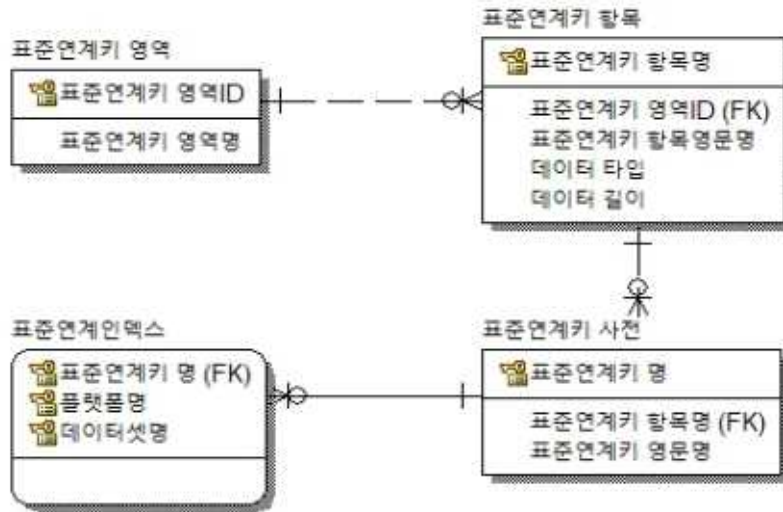 표준연계키 영역
표준연계키 영역ID
표준연계키 영역명
표준연계키 항목
표준연계키 항목명
표준연계키 영역ID (FK)
표준연계키 항목영문명
데이터 타입
데이터 길이
표준연계인덱스
표준연계키 명 (FK)
플랫폼명
데이터셋명
표준연계키 사전
표준연계키 명
표준연계키 항목명 (FK)
표준연계키 영문명